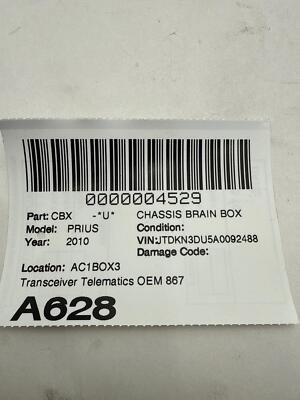 0000004529
Part: CBX -*U* CHASSIS BRAIN BOX
Model: PRIUS Condition:
Year: 2010 VIN:JTDKN3DU5A0092488
Damage Code:
Location: AC1BOX3
Transceiver Telematics OEM 867
A628